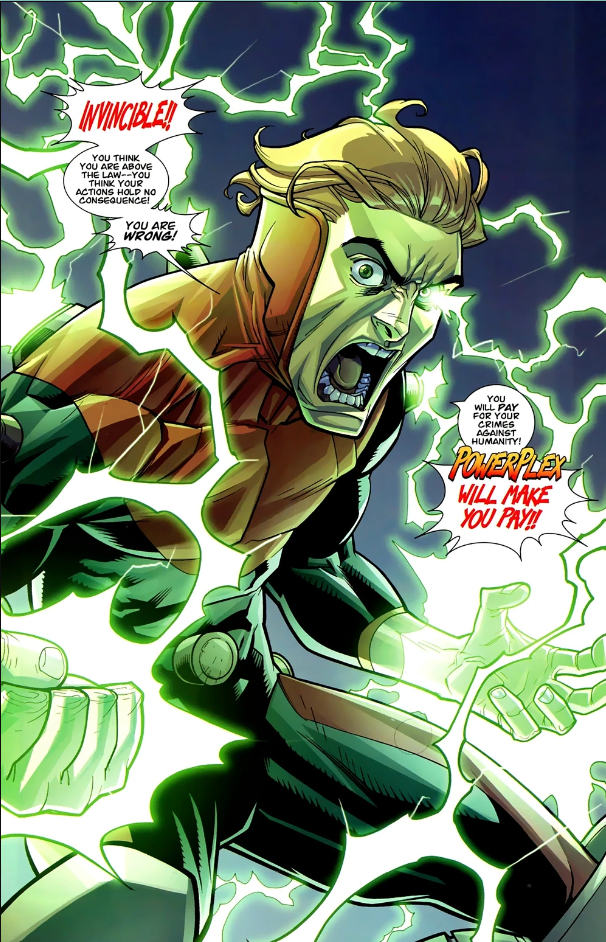 INVINCIBLE!!
YOU THINK
YOU ARE ABOVE
THE LAW--YOU
THINK YOUR
ACTIONS HOLD NO
CONSEQUENCE!
YOU ARE
WRONG!
YOU
WILL PAY
FOR YOUR
CRIMES
AGAINST
HUMANITY!
POWERPLEX
WILL MAKE
YOU PAY!!